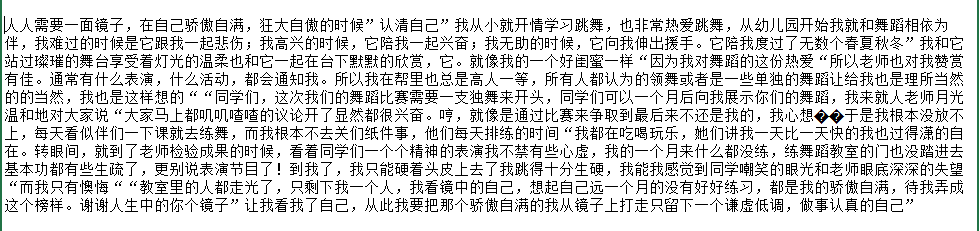 人人需要一面镜子，在自己骄傲自满，狂大自傲的时候”认清自己”我从小就开情学习跳舞，也非常热爱跳舞，从幼儿园开始我就和舞蹈相依为
伴，我难过的时候是它跟我一起悲伤；我高兴的时候，它陪我一起兴奋；我无助的时候，它向我伸出援手。它陪我度过了无数个春夏秋冬”我和它
站过璨璀的舞台享受着灯光的温柔也和它一起在台下默默的欣赏，它。就像我的一个好闺蜜一样“因为我对舞蹈的这份热爱“所以老师也对我赞赏
有佳。通常有什么表演，什么活动，都会通知我。所以我在帮里也总是高人一等，所有人都认为的领舞或者是一些单独的舞蹈让给我也是理所当然
的的当然，我也是这样想的““同学们，这次我们的舞蹈比赛需要一支独舞来开头，同学们可以一个月后向我展示你们的舞蹈，我来就人老师月光
温和地对大家说“大家马上都叽叽喳喳的议论开了显然都很兴奋。哼，就像是通过比赛来争取到最后来不还是我的，我心想��于是我根本没放不
上，每天看似伴们一下课就去练舞，而我根本不去关们纸件事，他们每天排练的时间“我都在吃喝玩乐，她们讲我一天比一天快的我也过得潇的自
在。转眼间，就到了老师检验成果的时候，看着同学们一个个精神的表演我不禁有些心虚，我的一个月来什么都没练，练舞蹈教室的门也没踏进去
基本功都有些生疏了，更别说表演节目了！到我了，我只能硬着头皮上去了我跳得十分生硬，我能我感觉到同学嘲笑的眼光和老师眼底深深的失望
“而我只有懊悔““教室里的人都走光了，只剩下我一个人，我看镜中的自己，想起自己远一个月的没有好好练习，都是我的骄傲自满，待我弄成
这个榜样。谢谢人生中的你个镜子”让我看我了自己，从此我要把那个骄傲自满的我从镜子上打走只留下一个谦虚低调，做事认真的自己”